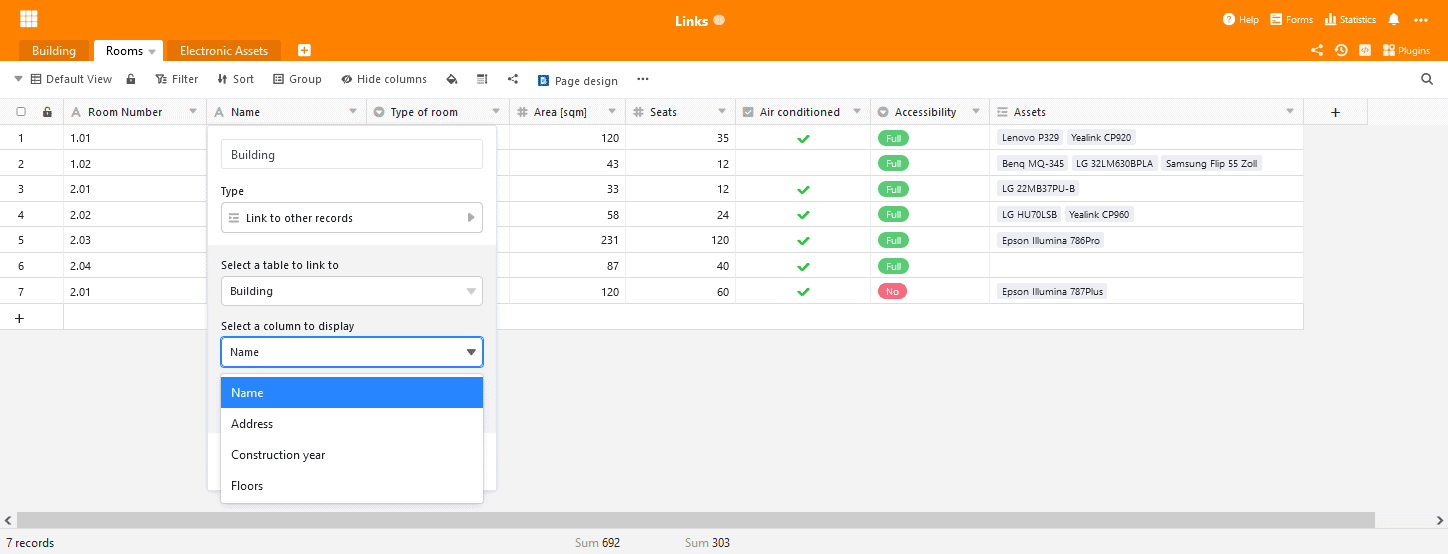 Links
Help Forms Statistics
Building Rooms Electronic Assets
Plugins
Default View Filter Sort Group Hide columns Page design
Room Number Name Type of room Area [sqm] Seats Air conditioned Accessibility Assets
1 1.01 120 35 Full Lenovo P329 Yealink CP920
2 1.02 43 12 Full Benq MQ-345 LG 32LM630BPLA Samsung Flip 55 Zoll
3 2.01 33 12 Full LG 22MB37PU-B
4 2.02 58 24 Full LG HU70LSB Yealink CP960
5 2.03 231 120 Full Epson Illumina 786Pro
6 2.04 87 40 Full
7 2.01 120 60 No Epson Illumina 787Plus
Building
Type
Link to other records
Select a table to link to
Building
Select a column to display
Name
Name
Address
Construction year
Floors
7 records Sum 692 Sum 303